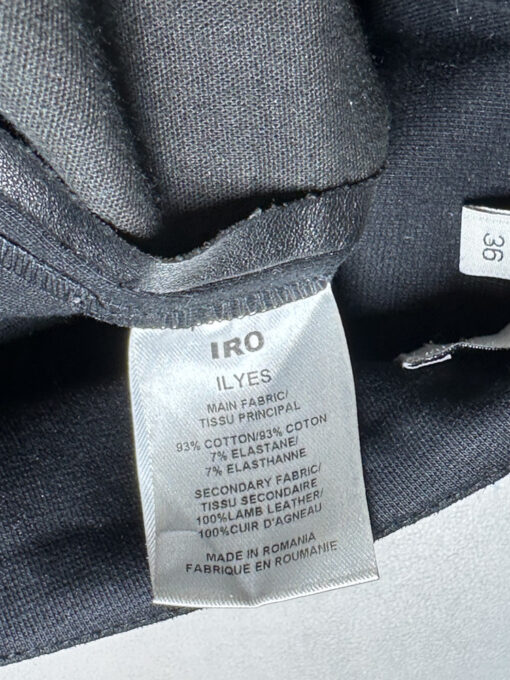 IRO
ILYES
MAIN FABRIC/
TISSU PRINCIPAL
93% COTTON/93% COTON
7% ELASTANE/
7% ELASTHANNE
SECONDARY FABRIC/
TISSU SECONDAIRE
100%LAMB LEATHER/
100%CUIR D'AGNEAU
MADE IN ROMANIA
FABRIQUE EN ROUMANIE
36